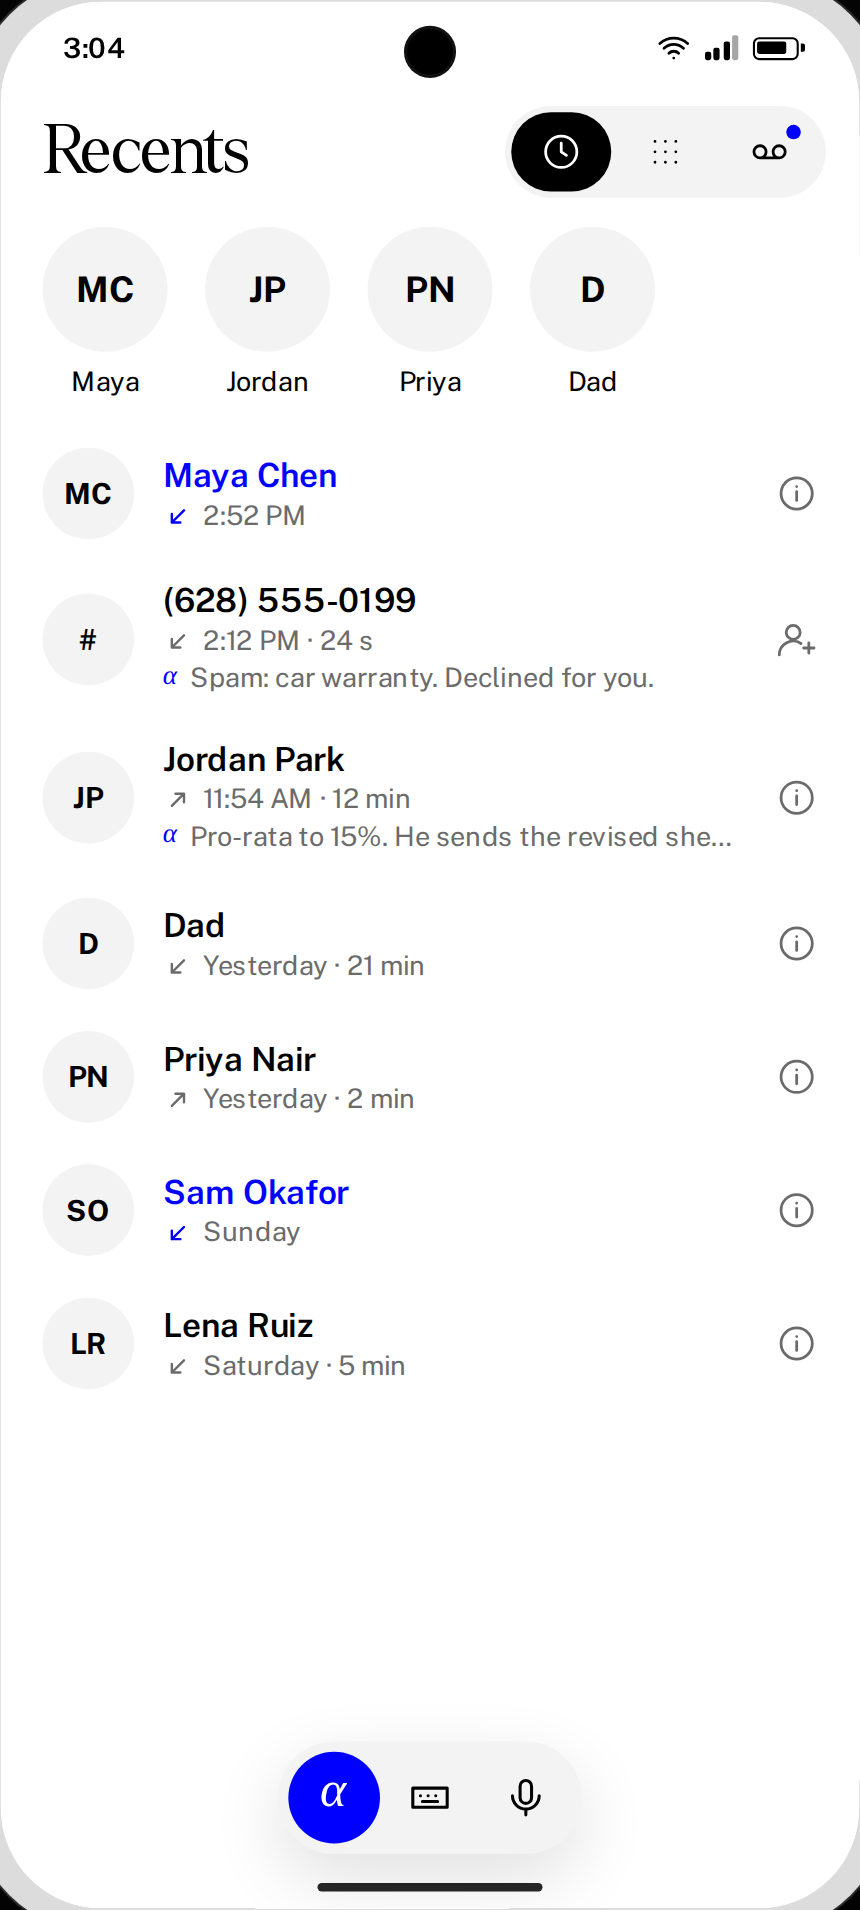 3:04
Recents
MC
JP
PN
D
Maya
Jordan
Priya
Dad
MC
Maya Chen
2:52 PM
#
(628) 555-0199
2:12 PM · 24 s
α Spam: car warranty. Declined for you.
JP
Jordan Park
11:54 AM · 12 min
α Pro-rata to 15%. He sends the revised she...
D
Dad
Yesterday · 21 min
PN
Priya Nair
Yesterday · 2 min
SO
Sam Okafor
Sunday
LR
Lena Ruiz
Saturday · 5 min
α